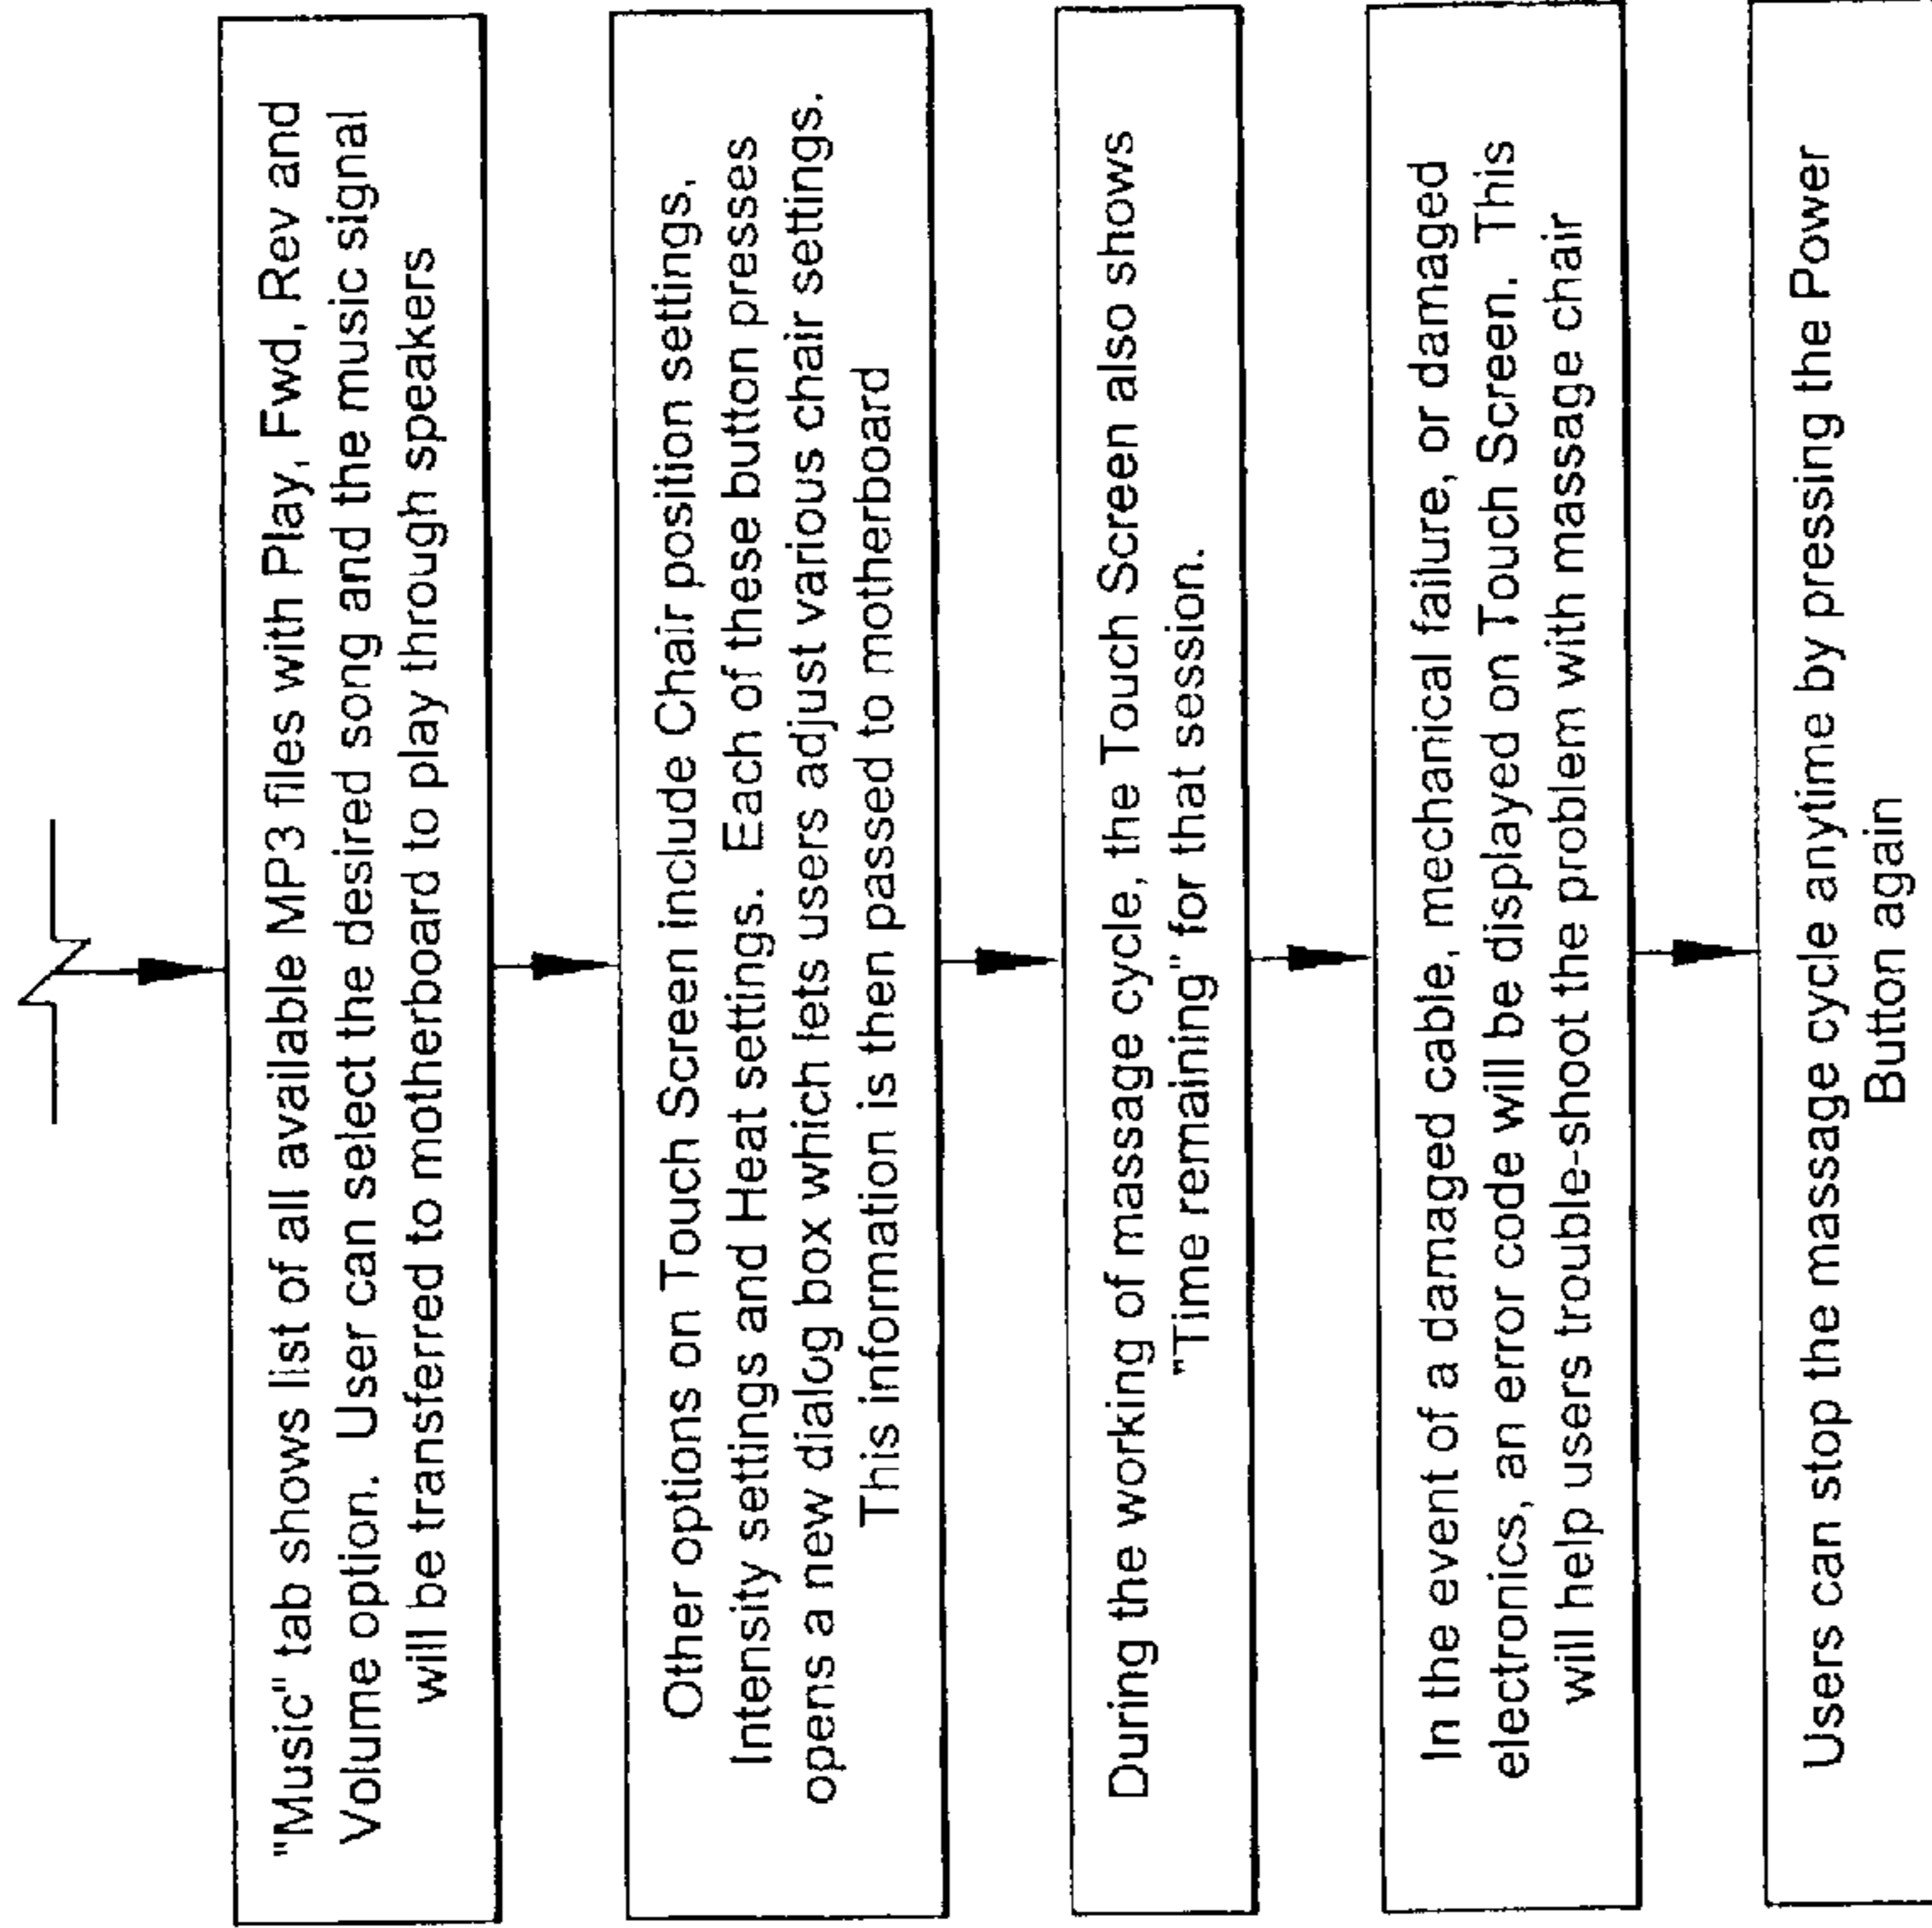 "Music" tab shows list of all available MP3 files with Play, Fwd, Rev and
Volume option. User can select the desired song and the music signal
will be transferred to motherboard to play through speakers
Other options on Touch Screen include Chair position settings,
Intensity settings and Heat settings. Each of these button presses
opens a new dialog box which lets users adjust various chair settings.
This information is then passed to motherboard
During the working of massage cycle, the Touch Screen also shows
"Time remaining" for that session.
In the event of a damaged cable, mechanical failure, or damaged
electronics, an error code will be displayed on Touch Screen. This
will help users trouble-shoot the problem with massage chair
Users can stop the massage cycle anytime by pressing the Power
Button again